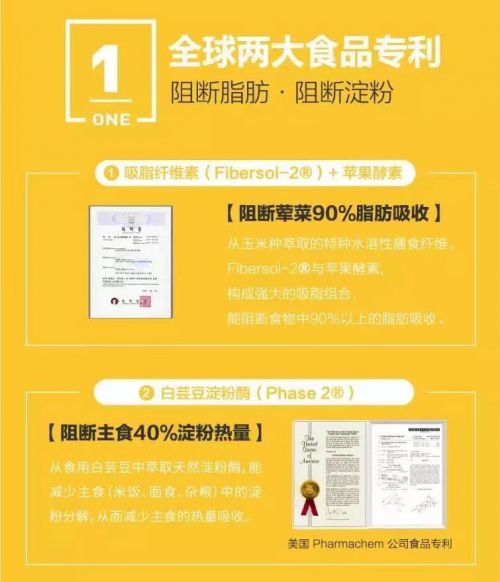 1
ONE
全球两大食品专利
阻断脂肪·阻断淀粉
1 吸脂纤维素（Fibersol-2®）+ 苹果酵素
【阻断荤菜90%脂肪吸收】
从玉米种萃取的特种水溶性膳食纤维。
Fibersol-2®与苹果酵素，
构成强大的吸脂组合，
能阻断食物中90%以上的脂肪吸收。
2 白芸豆淀粉酶（Phase 2®）
【阻断主食40%淀粉热量】
从食用白芸豆中萃取天然淀粉酶，能
减少主食（米饭、面食、杂粮）中的淀
粉分解，从而减少主食的热量吸收。
The
United
States
of
America
美国 Pharmachem 公司食品专利